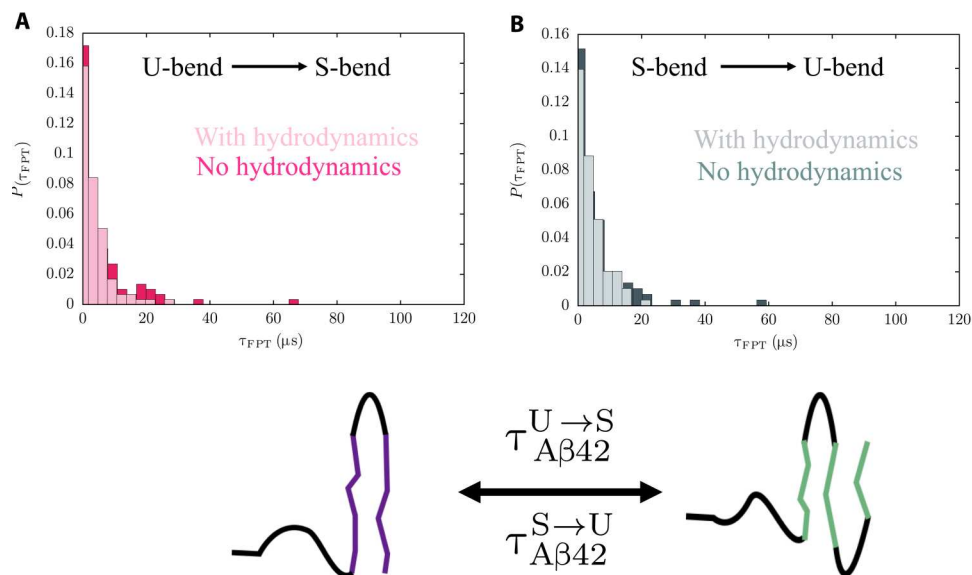 A
0.18
0.16
0.14
0.12
0.1
0.08
0.06
0.04
0.02
0
P(τFPT)
U-bend → S-bend
With hydrodynamics
No hydrodynamics
0 20 40 60 80 100 120
τFPT (μs)
B
0.16
0.14
0.12
0.1
0.08
0.06
0.04
0.02
0
P(τFPT)
S-bend → U-bend
With hydrodynamics
No hydrodynamics
0 20 40 60 80 100 120
τFPT (μs)
τ U→S Aβ42
τ S→U Aβ42